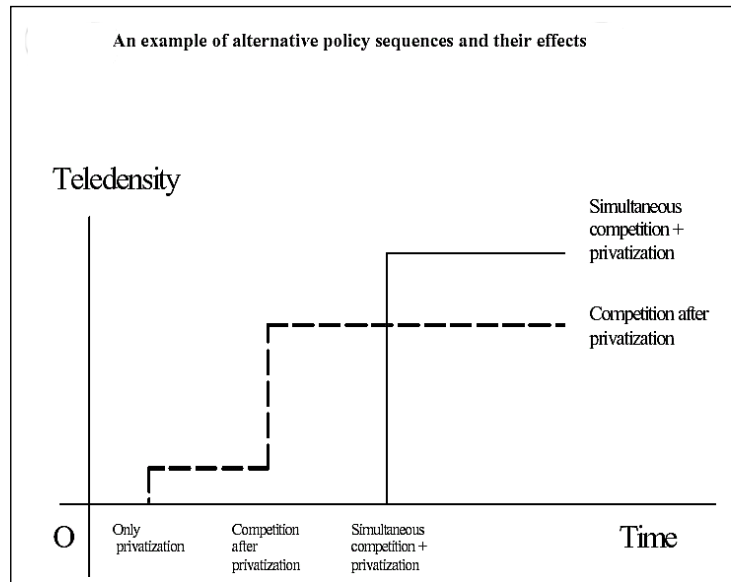 An example of alternative policy sequences and their effects
Teledensity
Simultaneous
competition +
privatization
Competition after
privatization
O
Only
privatization
Competition
after
privatization
Simultaneous
competition +
privatization
Time